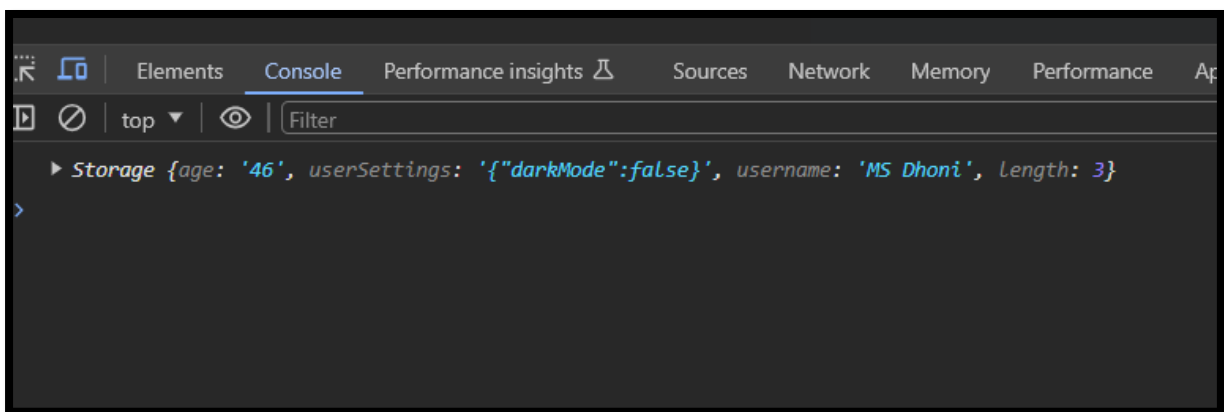 Elements Console Performance insights Sources Network Memory Performance
top Filter
Storage {age: '46', userSettings: '{"darkMode":false}', username: 'MS Dhoni', length: 3}